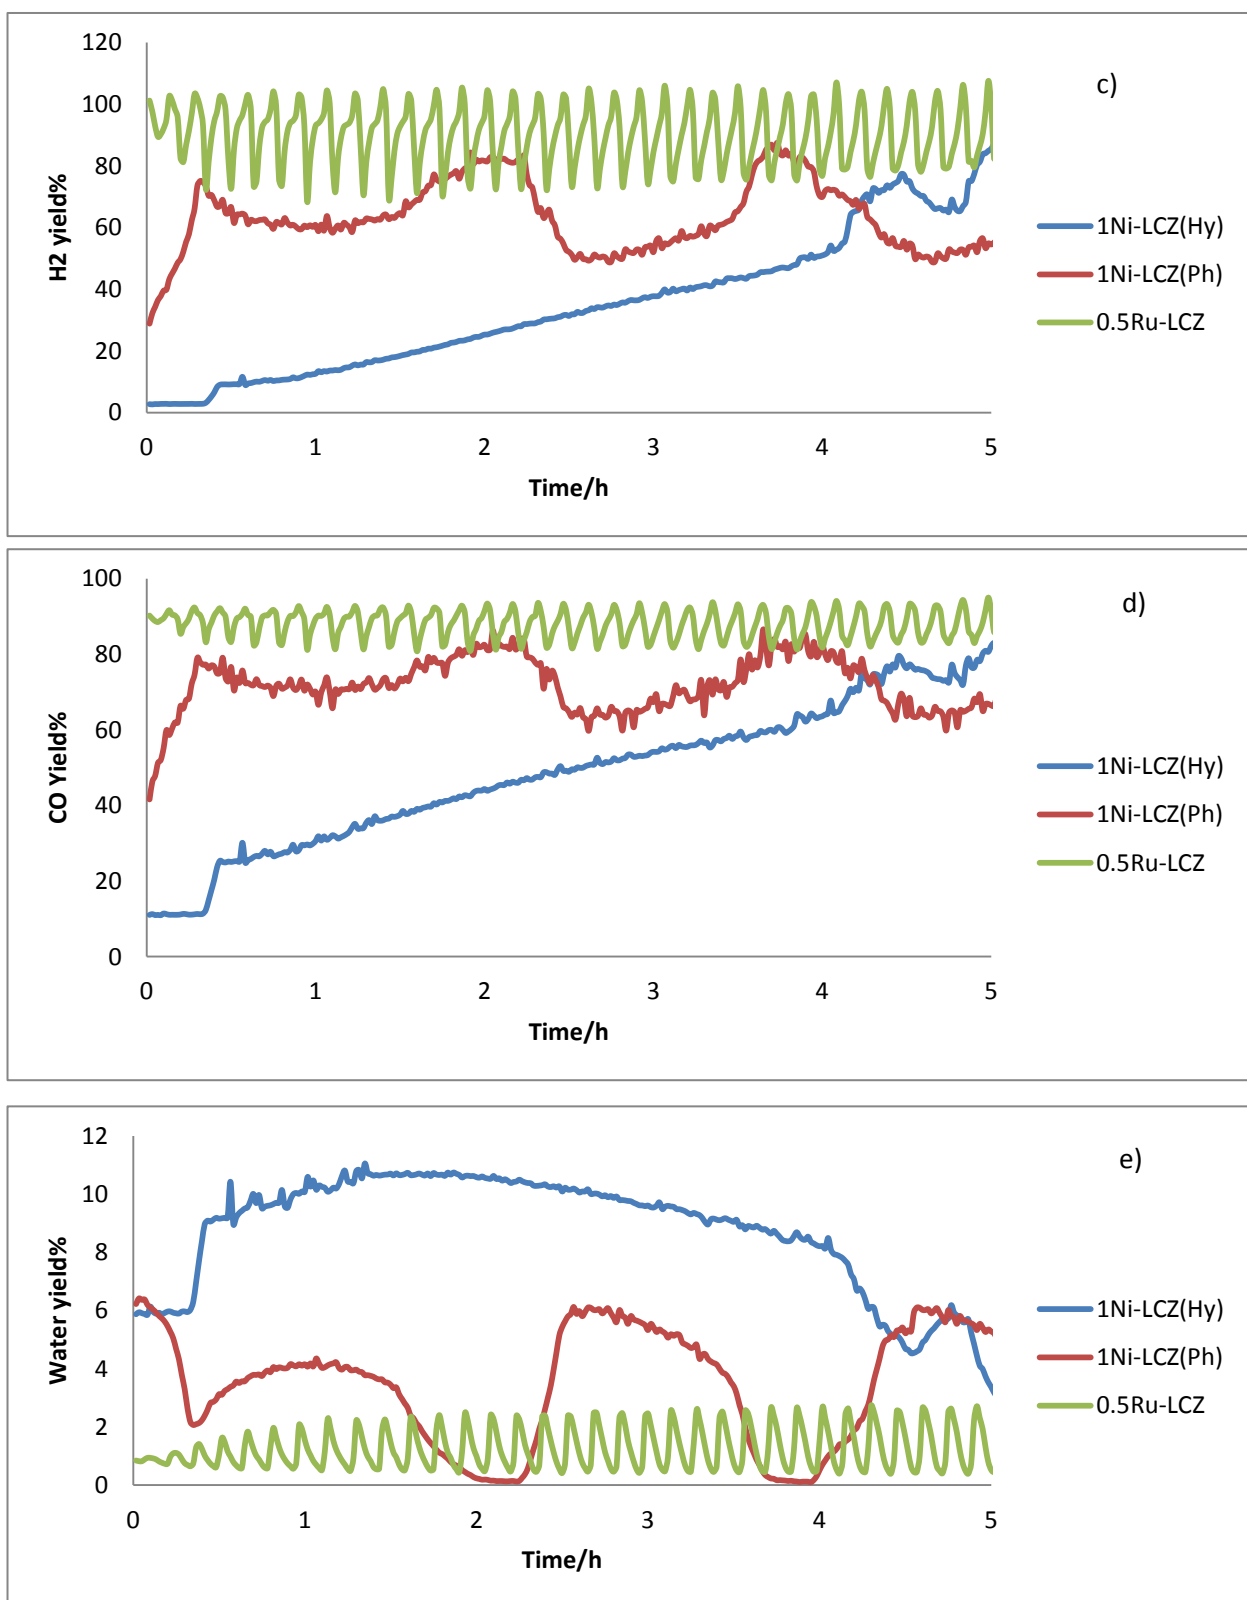 c)
120
100
80
60
40
20
0
H2 yield%
0 1 2 3 4 5
Time/h
1Ni-LCZ(Hy)
1Ni-LCZ(Ph)
0.5Ru-LCZ
d)
100
80
60
40
20
0
CO Yield%
0 1 2 3 4 5
Time/h
1Ni-LCZ(Hy)
1Ni-LCZ(Ph)
0.5Ru-LCZ
e)
12
10
8
6
4
2
0
Water yield%
0 1 2 3 4 5
Time/h
1Ni-LCZ(Hy)
1Ni-LCZ(Ph)
0.5Ru-LCZ